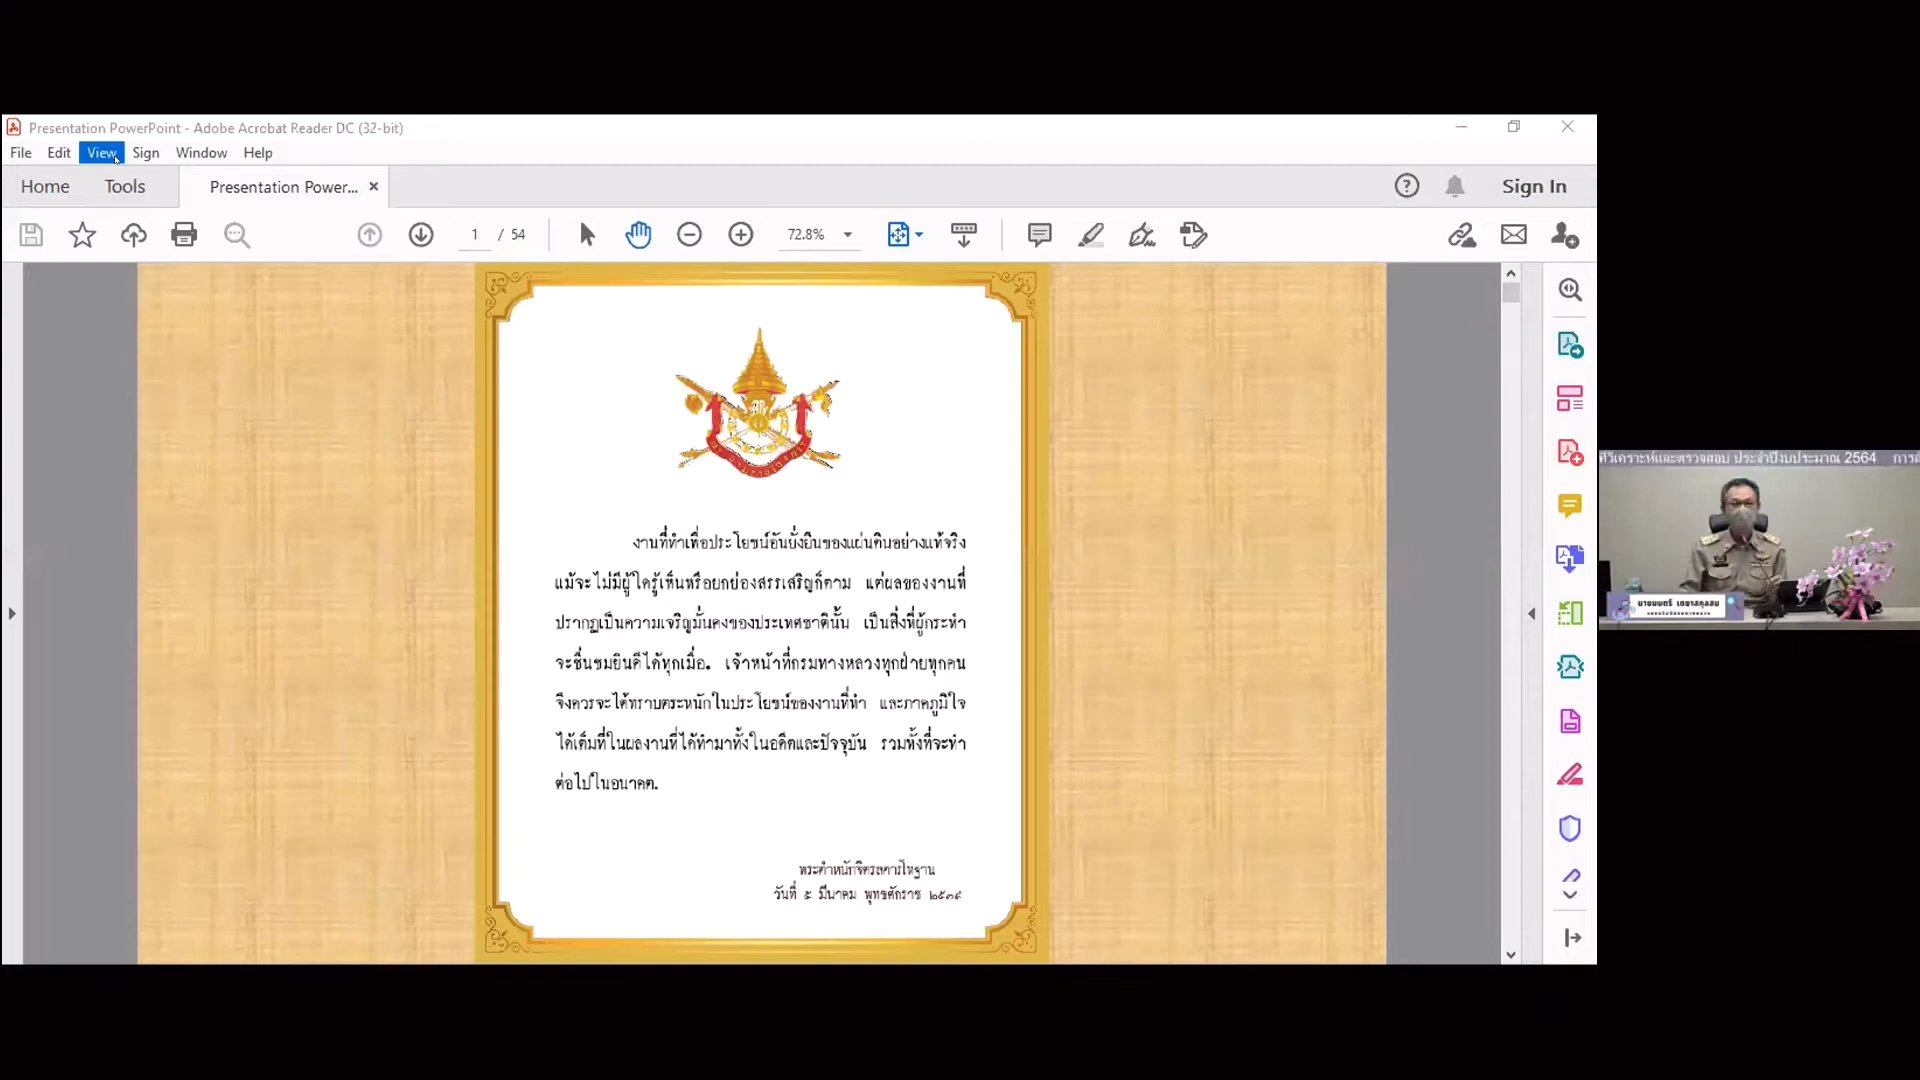 Presentation PowerPoint - Adobe Acrobat Reader DC (32-bit)
File Edit View Sign Window Help
Home Tools Presentation Power... Sign In
1 / 54 72.8%
งานที่ทำเพื่อประโยชน์อันยั่งยืนของแผ่นดินอย่างแท้จริง
แม้จะไม่มีผู้ใดรู้เห็นหรือยกย่องสรรเสริญก็ตาม แต่ผลของงานที่
ปรากฏเป็นความเจริญมั่นคงของประเทศชาตินั้น เป็นสิ่งที่ผู้กระทำ
จะชื่นชมยินดีได้ทุกเมื่อ. เจ้าหน้าที่กรมทางหลวงทุกฝ่ายทุกคน
จึงควรจะได้ทราบตระหนักในประโยชน์ของงานที่ทำ และภาคภูมิใจ
ได้เต็มที่ในผลงานที่ได้ทำมาทั้งในอดีตและปัจจุบัน รวมทั้งที่จะทำ
ต่อไปในอนาคต.
พระตำหนักจิตรลดารโหฐาน
วันที่ ๕ มีนาคม พุทธศักราช ๒๕๓๙
ที่วิเคราะห์และตรวจสอบ ประจำปีงบประมาณ 2564
นายมนตรี เดชาสกุลสม